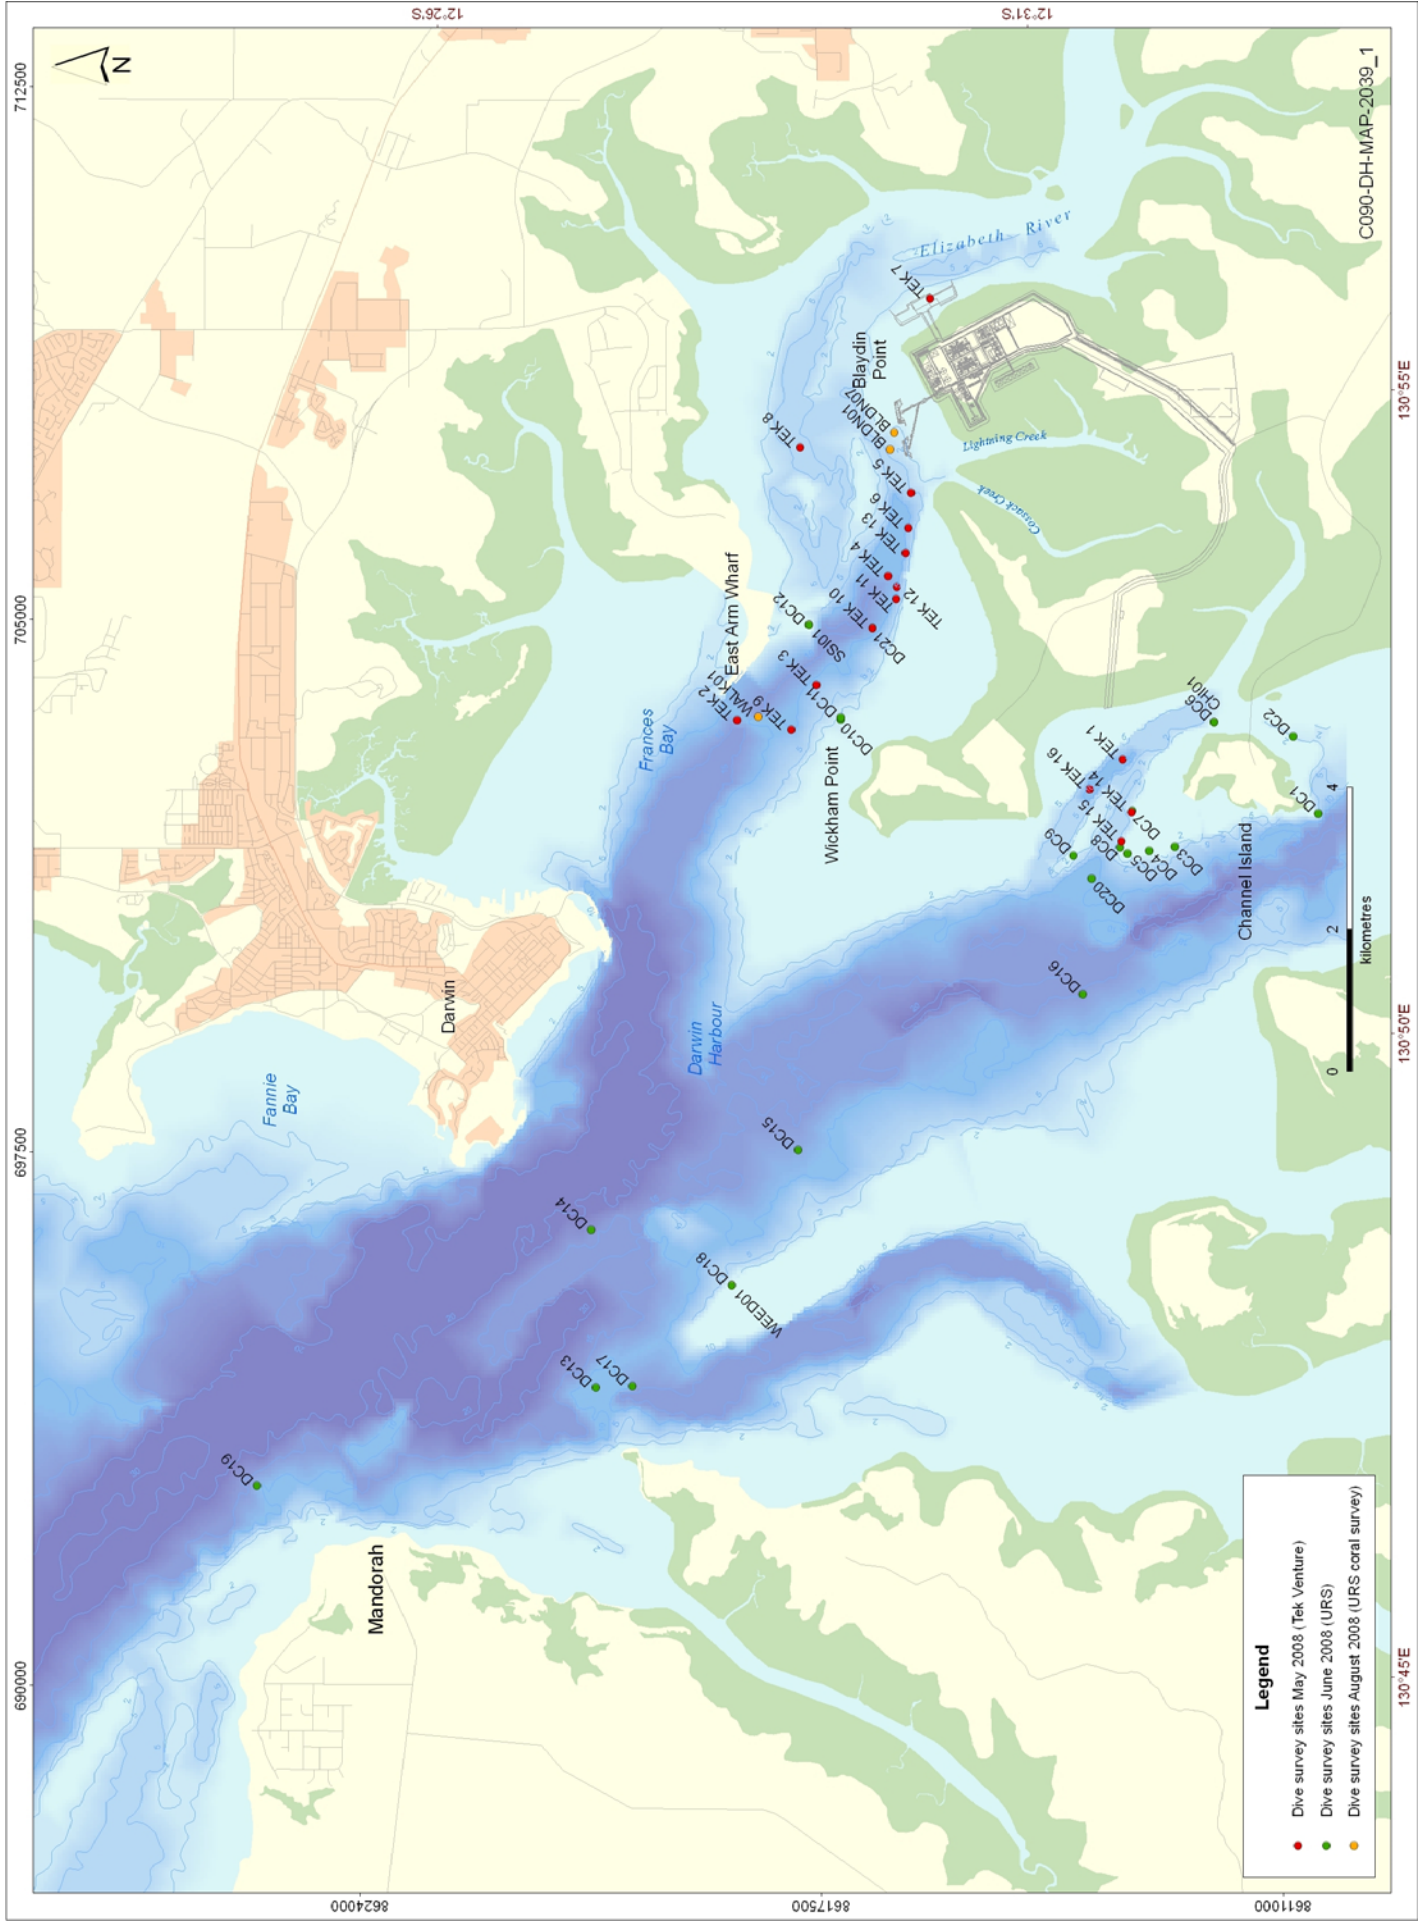 712500
705000
697500
690000
12°26'S
12°31'S
130°55'E
130°50'E
130°45'E
8624000
8617500
8611000
N
C090-DH-MAP-2039_1
Elizabeth River
TEK 7
Blaydin
Point
BLDN07
BLDN01
TEK 8
TEK 5
TEK 6
TEK 13
TEK 4
TEK 11
TEK 12
TEK 10
DC21
Lightning Creek
Cossack Creek
East Arm Wharf
DC12
SSI01
TEK 3
DC11
DC10
TEK 2
WALK01
TEK 9
Frances
Bay
Wickham Point
CHI01
DC6
DC2
DC1
TEK 1
TEK 16
TEK 14
TEK 15
DC7
DC8
DC5
DC4
DC3
DC9
DC20
DC16
Channel Island
Darwin
Fannie
Bay
Darwin
Harbour
DC15
DC14
DC18
WEED01
DC13
DC17
DC19
Mandorah
0 2 4
kilometres
Legend
Dive survey sites May 2008 (Tek Venture)
Dive survey sites June 2008 (URS)
Dive survey sites August 2008 (URS coral survey)